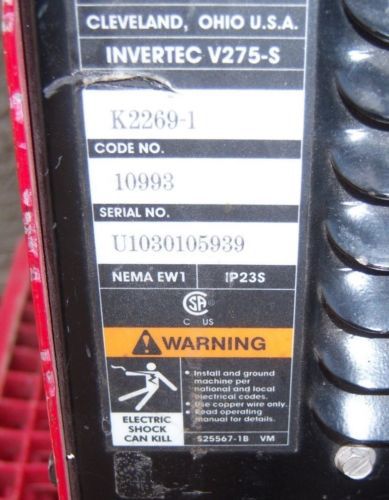 CLEVELAND, OHIO U.S.A.
INVERTEC V275-S
K2269-1
CODE NO.
10993
SERIAL NO.
U1030105939
NEMA EW1 IP23S
CSA
C US
WARNING
• Install and ground
machine per
national and local
electrical codes.
• Use copper wire only.
• Read operating
manual for details.
ELECTRIC
SHOCK
CAN KILL
S25567-1B VM